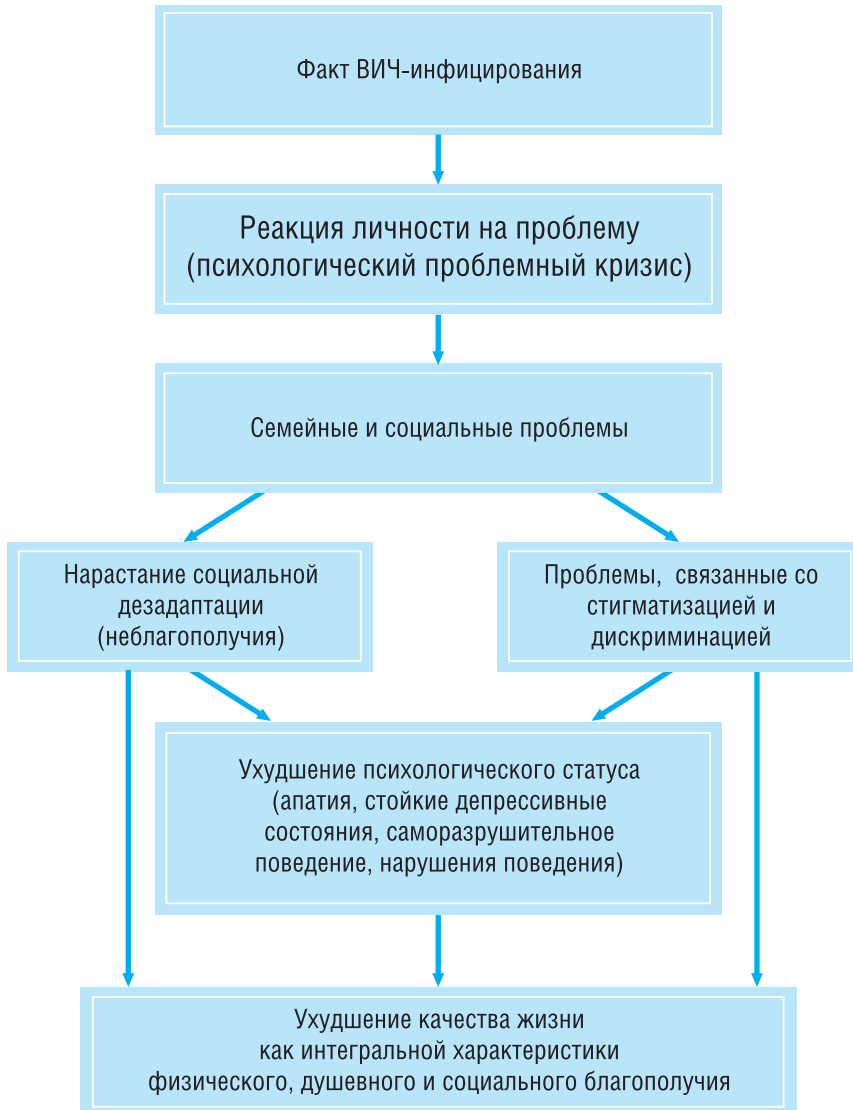 Факт ВИЧ-инфицирования
Реакция личности на проблему
(психологический проблемный кризис)
Семейные и социальные проблемы
Нарастание социальной
дезадаптации
(неблагополучия)
Проблемы, связанные со
стигматизацией и
дискриминацией
Ухудшение психологического статуса
(апатия, стойкие депрессивные
состояния, саморазрушительное
поведение, нарушения поведения)
Ухудшение качества жизни
как интегральной характеристики
физического, душевного и социального благополучия